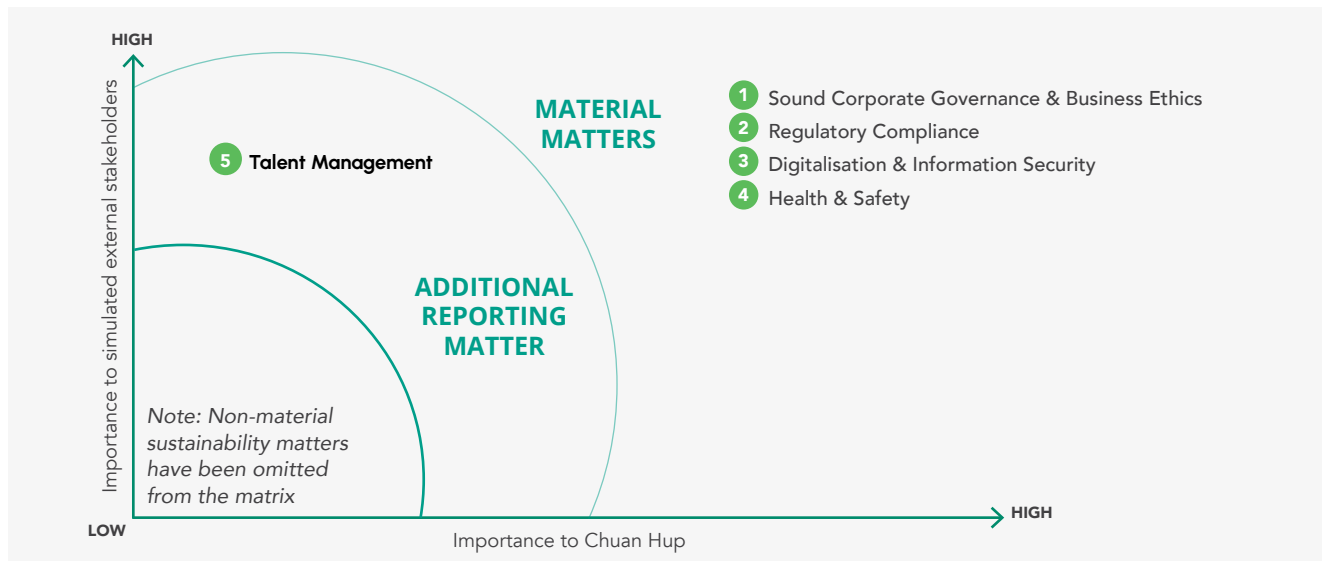 HIGH
Importance to simulated external stakeholders
MATERIAL
MATTERS
1 Sound Corporate Governance & Business Ethics
2 Regulatory Compliance
3 Digitalisation & Information Security
4 Health & Safety
5 Talent Management
ADDITIONAL
REPORTING
MATTER
Note: Non-material
sustainability matters
have been omitted
from the matrix
LOW
HIGH
Importance to Chuan Hup